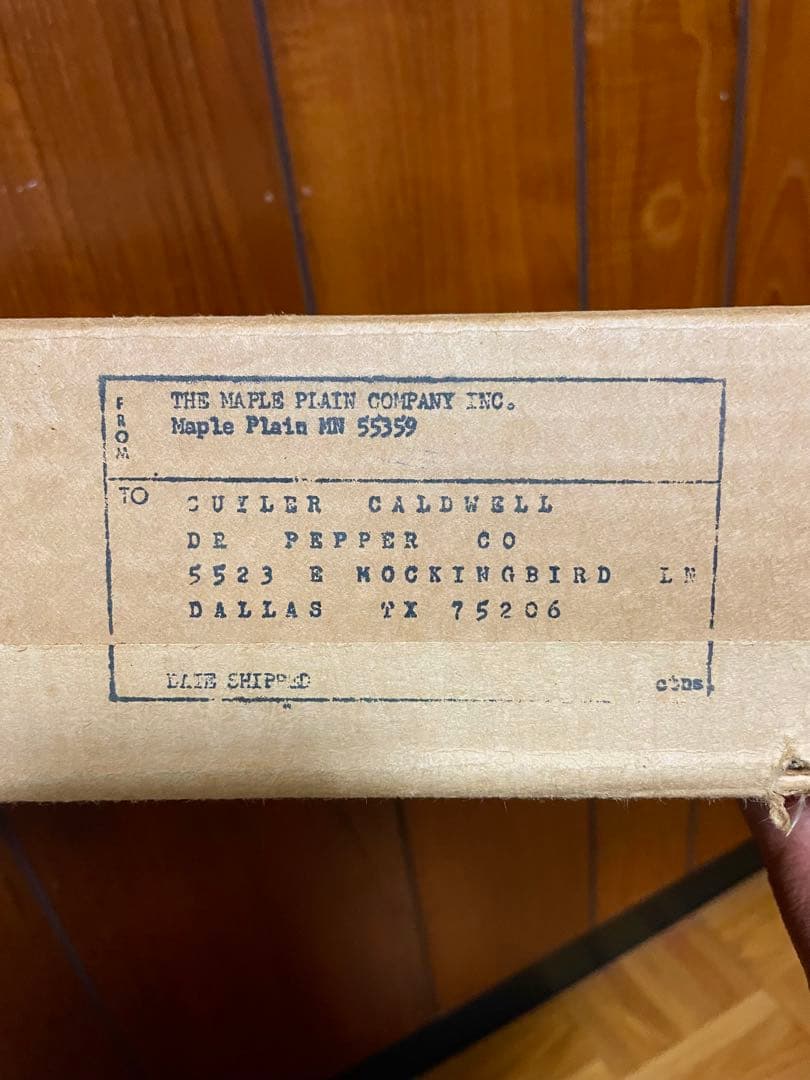 FROM
THE MAPLE PLAIN COMPANY INC.
Maple Plain MN 55359
TO
CUYLER CALDWELL
DR PEPPER CO
5523 E MOCKINGBIRD LN
DALLAS TX 75206
DATE SHIPPED ctns.